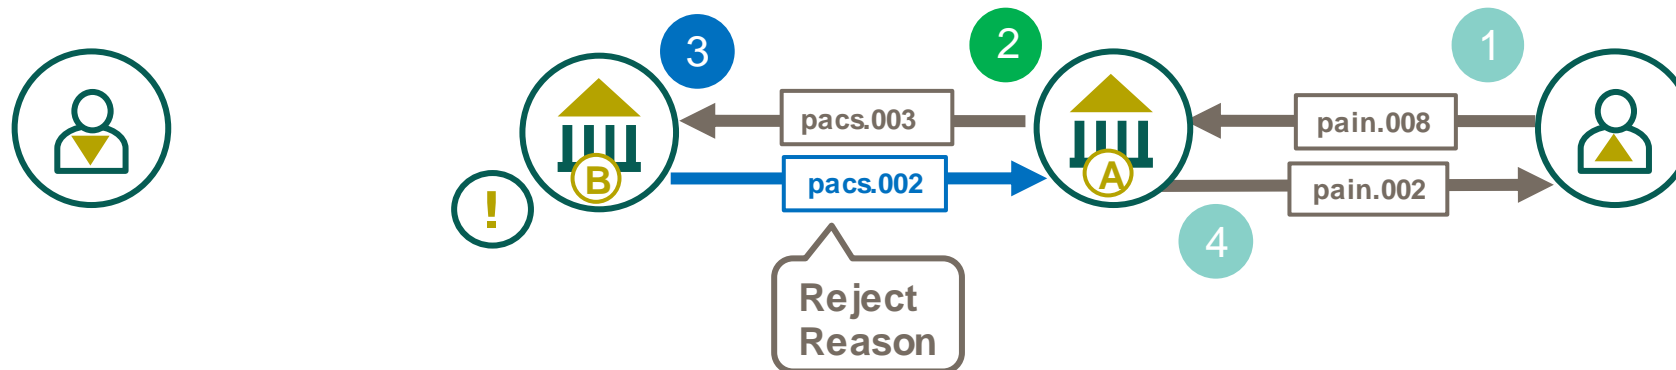 3
2
1
pacs.003
pain.008
B
A
pacs.002
pain.002
!
4
Reject
Reason